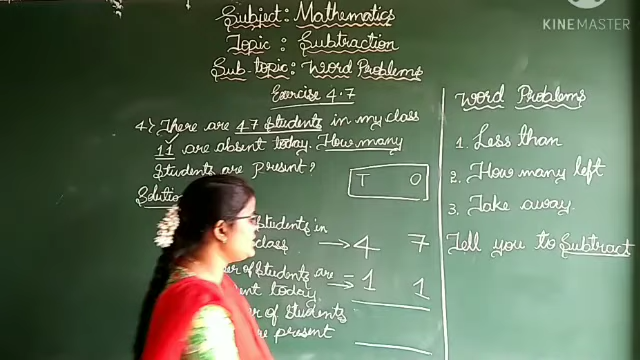 KINEMASTER
Subject: Mathematics
Topic: Subtraction
Sub-topic: Word Problems
Exercise 4.7
4} There are 47 students in my class
11 are absent today. How many
students are present?
T O
students in
class → 4 7
of students are
today → - 1 1
of students
present
Word Problems
1. Less than
2. How many left
3. Take away.
Tell you to Subtract